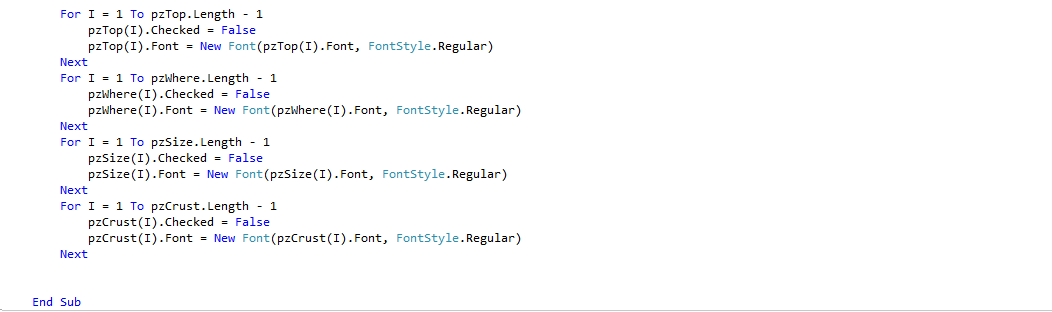 For I = 1 To pzTop.Length - 1
pzTop(I).Checked = False
pzTop(I).Font = New Font(pzTop(I).Font, FontStyle.Regular)
Next
For I = 1 To pzWhere.Length - 1
pzWhere(I).Checked = False
pzWhere(I).Font = New Font(pzWhere(I).Font, FontStyle.Regular)
Next
For I = 1 To pzSize.Length - 1
pzSize(I).Checked = False
pzSize(I).Font = New Font(pzSize(I).Font, FontStyle.Regular)
Next
For I = 1 To pzCrust.Length - 1
pzCrust(I).Checked = False
pzCrust(I).Font = New Font(pzCrust(I).Font, FontStyle.Regular)
Next
End Sub